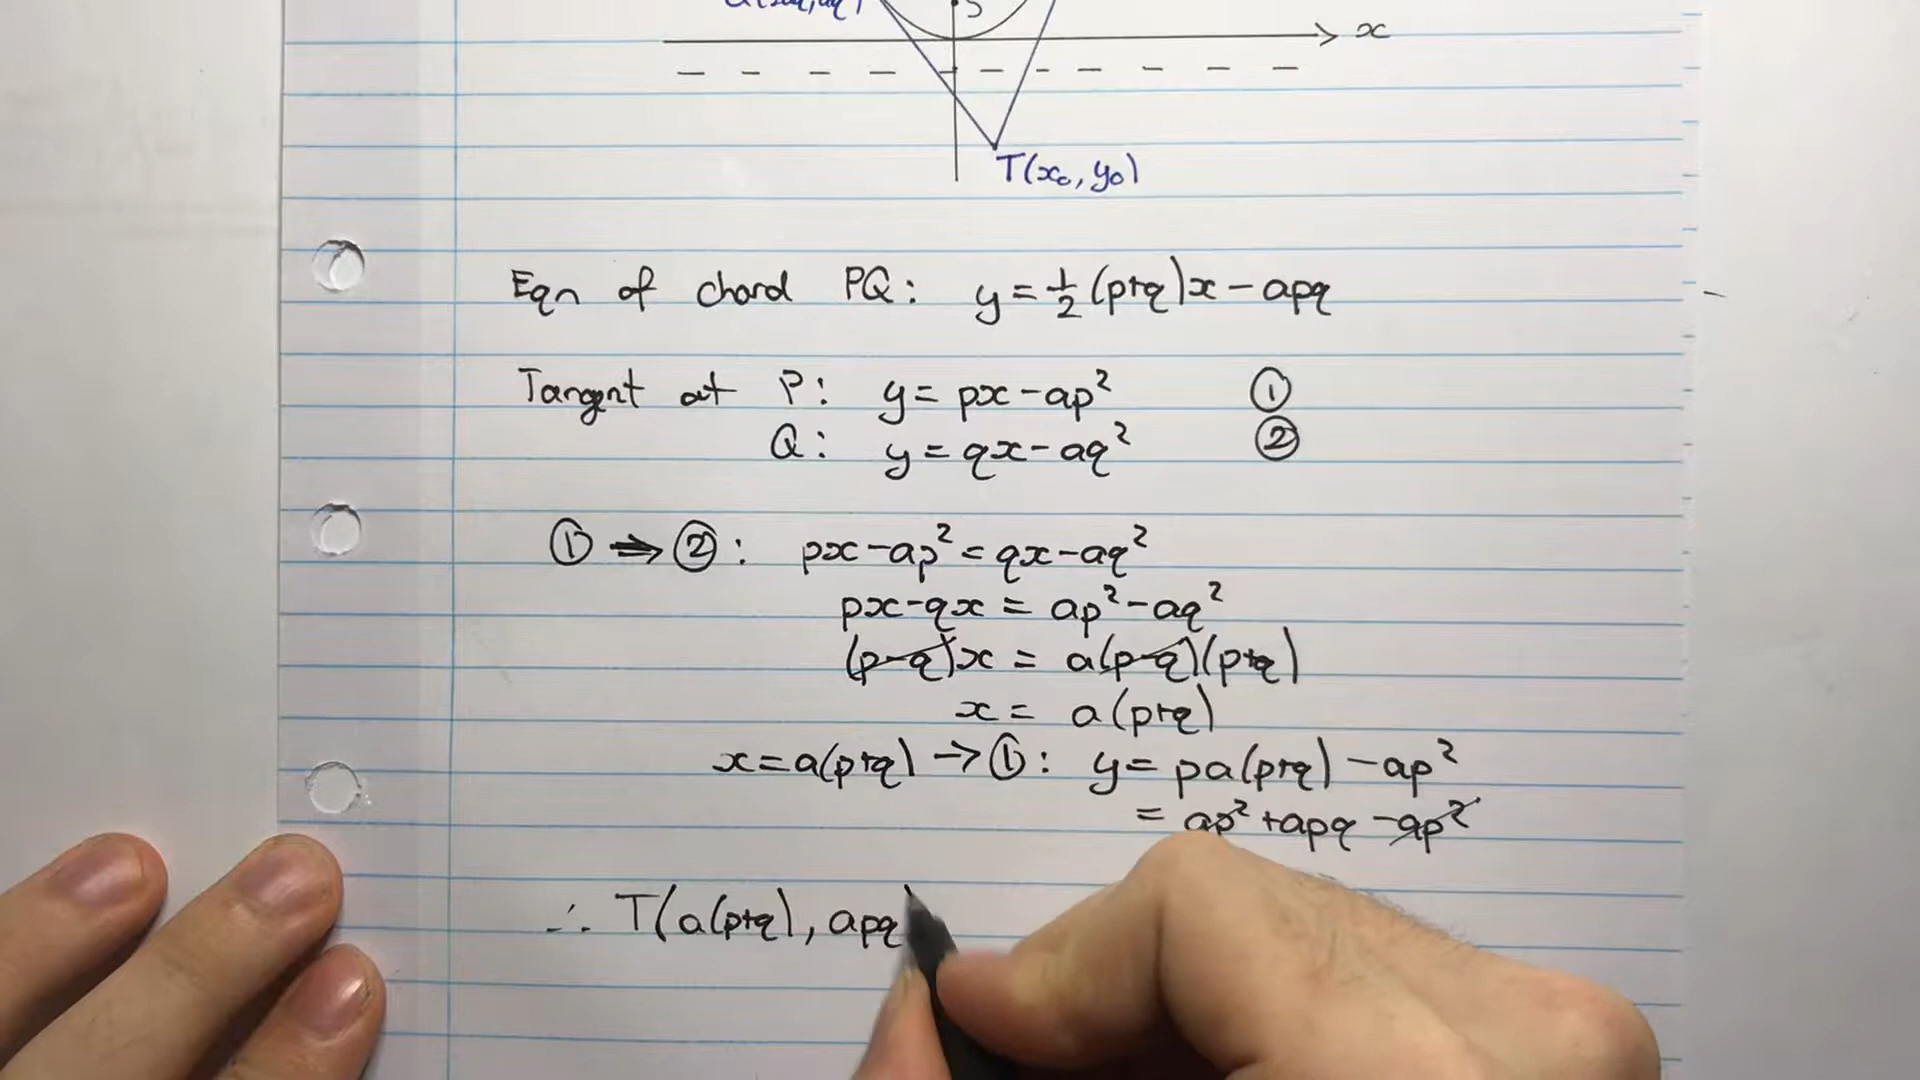 S
x
T(x₀, y₀)
Eqn of chord PQ: y = ½(p+q)x - apq
Tangent at P: y = px - ap² ①
Q: y = qx - aq² ②
① → ②: px - ap² = qx - aq²
px - qx = ap² - aq²
(p-q)x = a(p-q)(p+q)
x = a(p+q)
x = a(p+q) → ①: y = pa(p+q) - ap²
= ap² + apq - ap²
∴ T(a(p+q), apq)